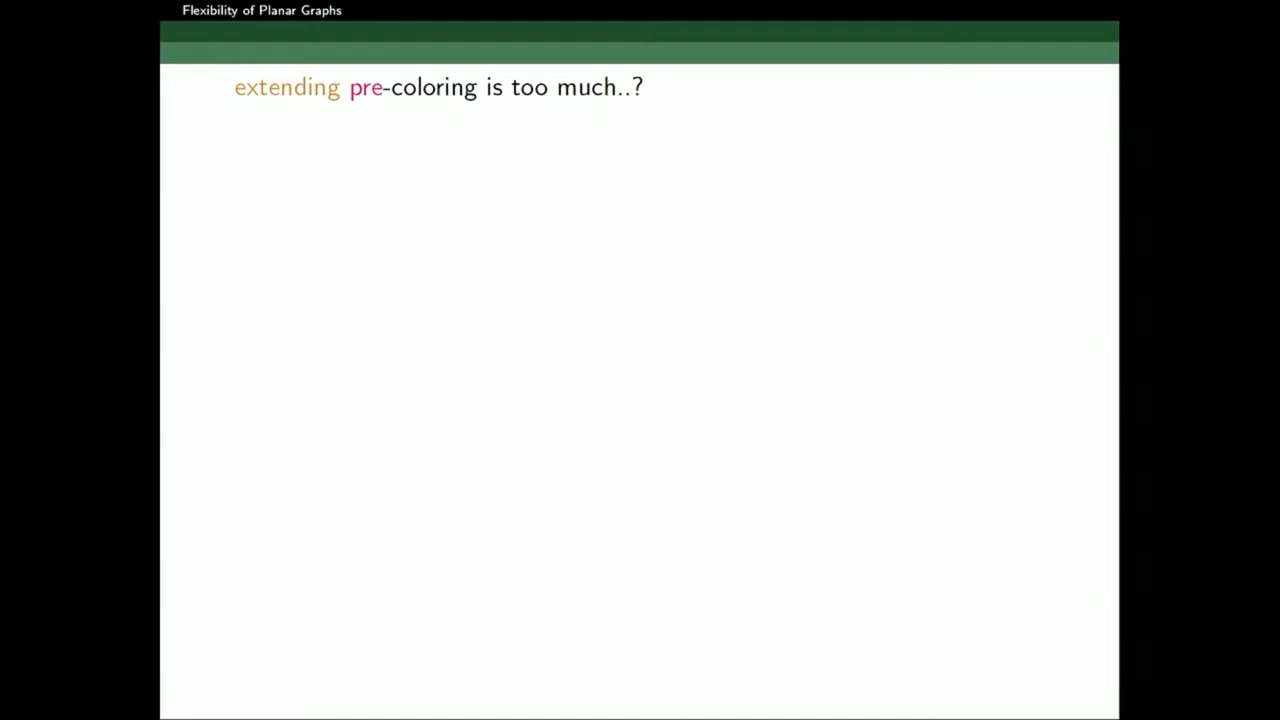 Flexibility of Planar Graphs
extending pre-coloring is too much..?